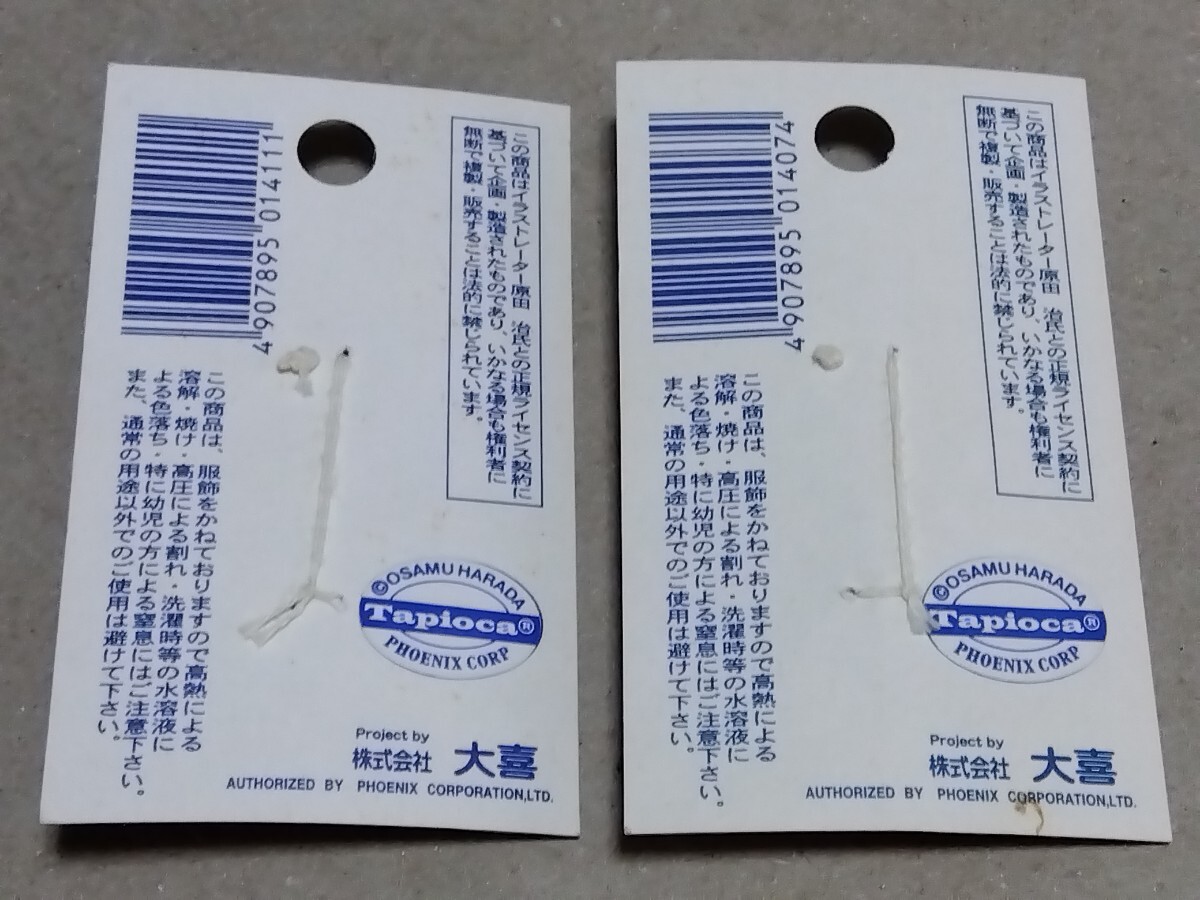 この商品はイラストレーター原田　治氏との正規ライセンス契約に
基づいて企画・製造されたものであり、いかなる場合も権利者に
無断で複製・販売することは法的に禁じられています。
4907895 014111
この商品は、服飾をかねておりますので高熱による
溶解・焼け・高圧による割れ・洗濯時等の水溶液に
よる色落ち・特に幼児の方による窒息にはご注意下さい。
また、通常の用途以外でのご使用は避けて下さい。
©OSAMU HARADA
Tapioca®
PHOENIX CORP
Project by
株式会社 大喜
AUTHORIZED BY PHOENIX CORPORATION,LTD.
この商品はイラストレーター原田　治氏との正規ライセンス契約に
基づいて企画・製造されたものであり、いかなる場合も権利者に
無断で複製・販売することは法的に禁じられています。
4907895 014074
この商品は、服飾をかねておりますので高熱による
溶解・焼け・高圧による割れ・洗濯時等の水溶液に
よる色落ち・特に幼児の方による窒息にはご注意下さい。
また、通常の用途以外でのご使用は避けて下さい。
©OSAMU HARADA
Tapioca®
PHOENIX CORP
Project by
株式会社 大喜
AUTHORIZED BY PHOENIX CORPORATION,LTD.